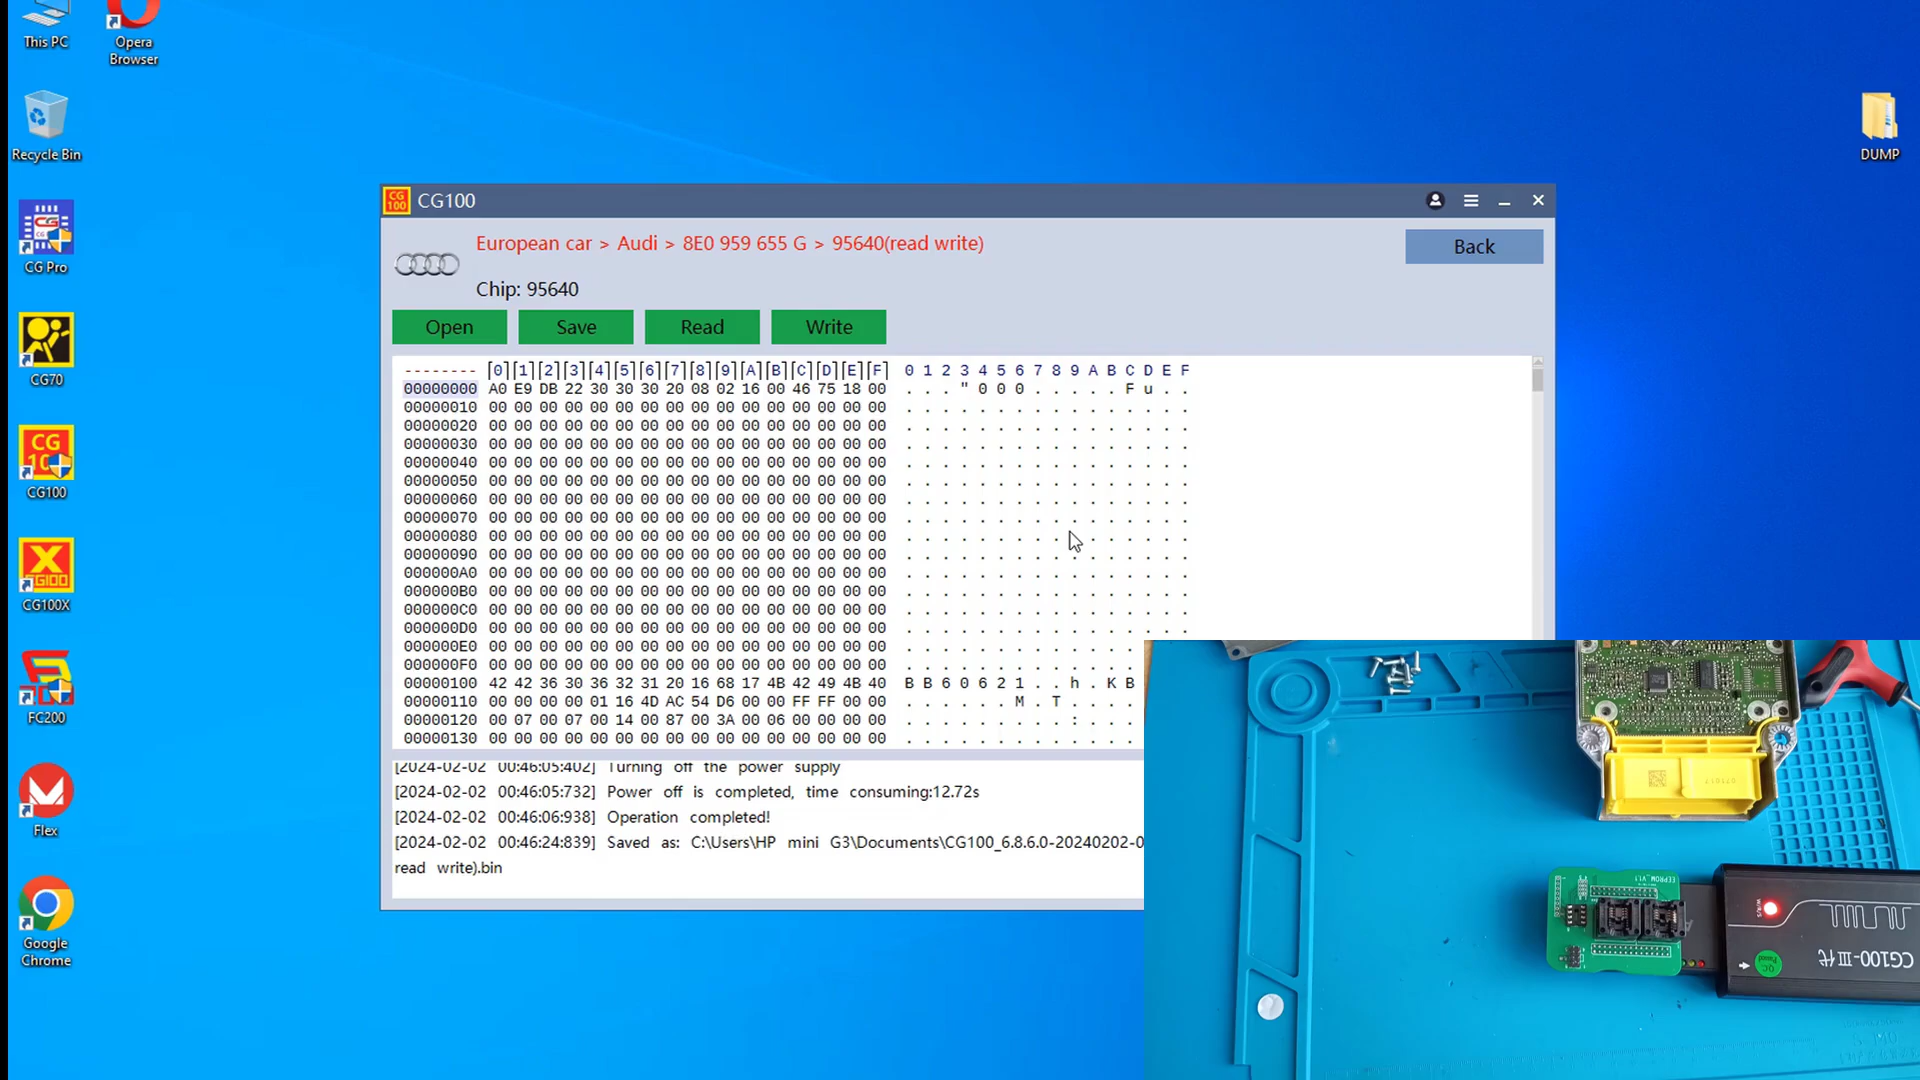 This PC
Opera
Browser
Recycle Bin
CG Pro
CG70
CG100
CG100X
FC200
Flex
Google
Chrome
DUMP
CG100
European car > Audi > 8E0 959 655 G > 95640(read write)
Back
Chip: 95640
Open Save Read Write
-------- [0][1][2][3][4][5][6][7][8][9][A][B][C][D][E][F] 0 1 2 3 4 5 6 7 8 9 A B C D E F
00000000 A0 E9 DB 22 30 30 30 20 08 02 16 00 46 75 18 00 . . . " 0 0 0 . . . . . F u . .
00000010 00 00 00 00 00 00 00 00 00 00 00 00 00 00 00 00 . . . . . . . . . . . . . . . .
00000020 00 00 00 00 00 00 00 00 00 00 00 00 00 00 00 00 . . . . . . . . . . . . . . . .
00000030 00 00 00 00 00 00 00 00 00 00 00 00 00 00 00 00 . . . . . . . . . . . . . . . .
00000040 00 00 00 00 00 00 00 00 00 00 00 00 00 00 00 00 . . . . . . . . . . . . . . . .
00000050 00 00 00 00 00 00 00 00 00 00 00 00 00 00 00 00 . . . . . . . . . . . . . . . .
00000060 00 00 00 00 00 00 00 00 00 00 00 00 00 00 00 00 . . . . . . . . . . . . . . . .
00000070 00 00 00 00 00 00 00 00 00 00 00 00 00 00 00 00 . . . . . . . . . . . . . . . .
00000080 00 00 00 00 00 00 00 00 00 00 00 00 00 00 00 00 . . . . . . . . . . . . . . . .
00000090 00 00 00 00 00 00 00 00 00 00 00 00 00 00 00 00 . . . . . . . . . . . . . . . .
000000A0 00 00 00 00 00 00 00 00 00 00 00 00 00 00 00 00 . . . . . . . . . . . . . . . .
000000B0 00 00 00 00 00 00 00 00 00 00 00 00 00 00 00 00 . . . . . . . . . . . . . . . .
000000C0 00 00 00 00 00 00 00 00 00 00 00 00 00 00 00 00 . . . . . . . . . . . . . . . .
000000D0 00 00 00 00 00 00 00 00 00 00 00 00 00 00 00 00 . . . . . . . . . . . . . . . .
000000E0 00 00 00 00 00 00 00 00 00 00 00 00 00 00 00 00 . . . . . . . . . . . . .
000000F0 00 00 00 00 00 00 00 00 00 00 00 00 00 00 00 00 . . . . . . . . . . . . .
00000100 42 42 36 30 36 32 31 20 16 68 17 4B 42 49 4B 40 B B 6 0 6 2 1 . . h . K B
00000110 00 00 00 00 01 16 4D AC 54 D6 00 00 FF FF 00 00 . . . . . . M . T . . . .
00000120 00 07 00 07 00 14 00 87 00 3A 00 06 00 00 00 00 . . . . . . . . . : . . .
00000130 00 00 00 00 00 00 00 00 00 00 00 00 00 00 00 00 . . . . . . . . . . . . .
[2024-02-02 00:46:05:402] Turning off the power supply
[2024-02-02 00:46:05:732] Power off is completed, time consuming:12.72s
[2024-02-02 00:46:06:938] Operation completed!
[2024-02-02 00:46:24:839] Saved as: C:\Users\HP mini G3\Documents\CG100_6.8.6.0-20240202-0
read write).bin
EEPROM_V1.1
CG100-III代